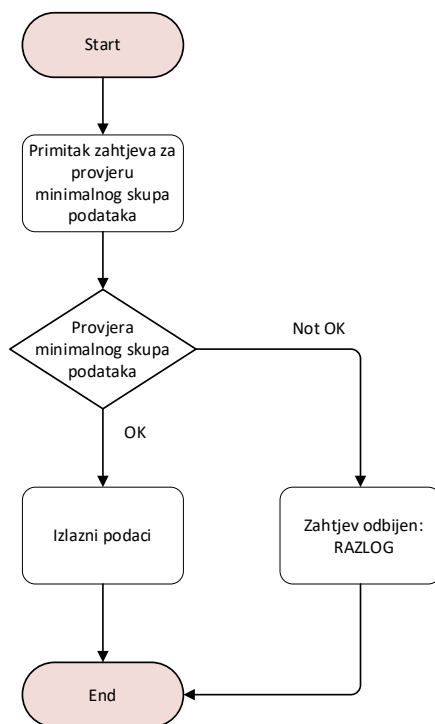 Start
Primitak zahtjeva za
provjeru
minimalnog skupa
podataka
Provjera
minimalnog skupa
podataka
Not OK
OK
Izlazni podaci
Zahtjev odbijen:
RAZLOG
End